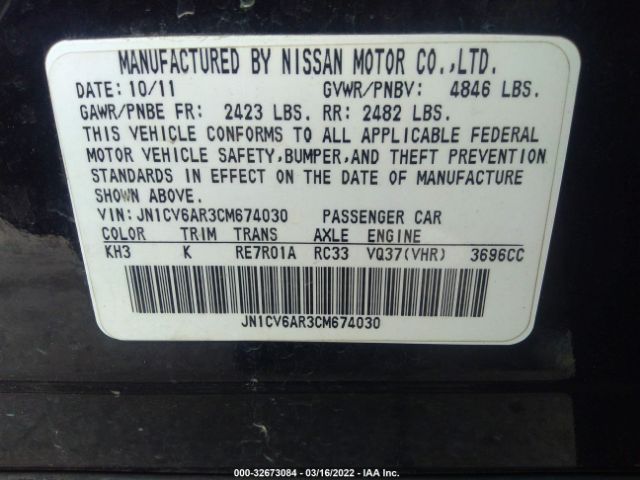 MANUFACTURED BY NISSAN MOTOR CO.,LTD.
DATE: 10/11 GVWR/PNBV: 4846 LBS.
GAWR/PNBE FR: 2423 LBS. RR: 2482 LBS.
THIS VEHICLE CONFORMS TO ALL APPLICABLE FEDERAL
MOTOR VEHICLE SAFETY,BUMPER,AND THEFT PREVENTION
STANDARDS IN EFFECT ON THE DATE OF MANUFACTURE
SHOWN ABOVE.
VIN: JN1CV6AR3CM674030 PASSENGER CAR
COLOR TRIM TRANS AXLE ENGINE
KH3 K RE7R01A RC33 VQ37(VHR) 3696CC
JN1CV6AR3CM674030
000-32673084 - 03/16/2022 - IAA Inc.